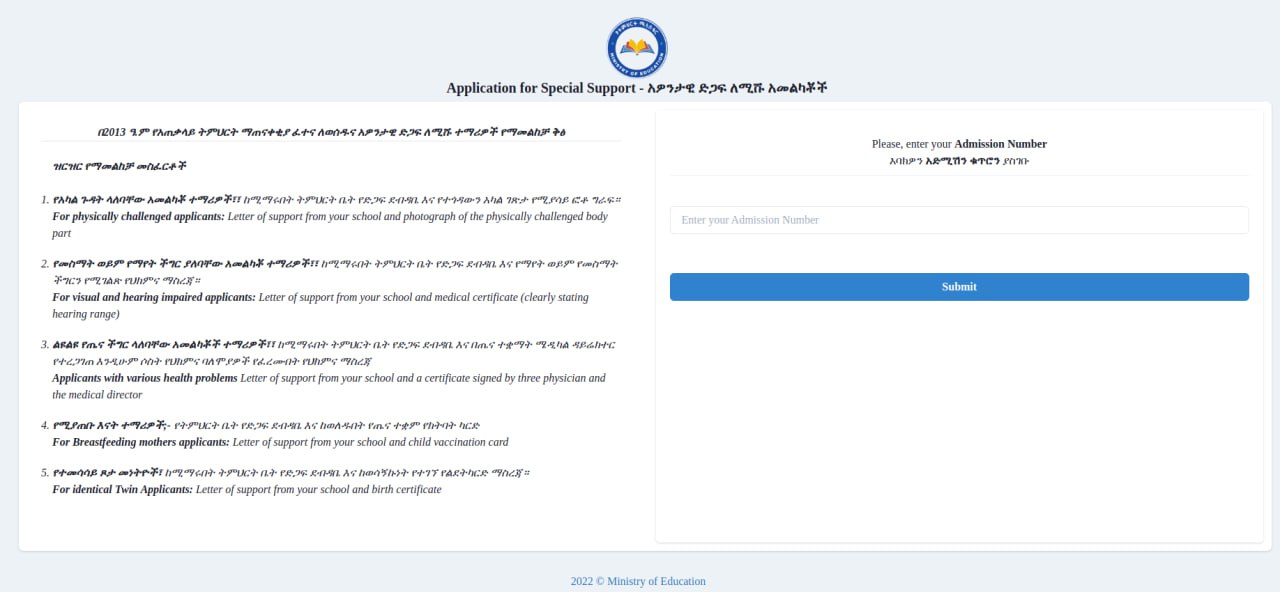 የትምህርት ሚኒስቴር
MINISTRY OF EDUCATION
Application for Special Support - አዎንታዊ ድጋፍ ለሚሹ አመልካቾች
በ2013 ዓ.ም የአጠቃላይ ትምህርት ማጠናቀቂያ ፈተና ለወሰዱና አዎንታዊ ድጋፍ ለሚሹ ተማሪዎች የማመልከቻ ቅፅ
ዝርዝር የማመልከቻ መስፈርቶች
1. የአካል ጉዳት ላለባቸው አመልካቾ ተማሪዎች፣፣ ከሚማሩበት ትምህርት ቤት የድጋፍ ደብዳቤ እና የተጎዳውን አካል ገጽታ የሚያሳይ ፎቶ ግራፍ።
For physically challenged applicants: Letter of support from your school and photograph of the physically challenged body
part
2. የመስማት ወይም የማየት ችግር ያለባቸው አመልካቾ ተማሪዎች፣፣ ከሚማሩበት ትምህርት ቤት የድጋፍ ደብዳቤ እና የማየት ወይም የመስማት
ችግርን የሚገልጽ የህክምና ማስረጃ።
For visual and hearing impaired applicants: Letter of support from your school and medical certificate (clearly stating
hearing range)
3. ልዩልዩ የጤና ችግር ላለባቸው አመልካቾች ተማሪዎች፣፣ ከሚማሩበት ትምህርት ቤት የድጋፍ ደብዳቤ እና በጤና ተቋማት ሜዲካል ዳይሬክተር
የተረጋገጠ እንዲሁም ሶስት የህክምና ባለሞያዎች የፈረሙበት የህክምና ማስረጃ
Applicants with various health problems Letter of support from your school and a certificate signed by three physician and
the medical director
4. የሚያጠቡ እናት ተማሪዎች;- የትምህርት ቤት የድጋፍ ደብዳቤ እና ከወለዱበት የጤና ተቋም የክትባት ካርድ
For Breastfeeding mothers applicants: Letter of support from your school and child vaccination card
5. የተመሳሳይ ጾታ መንትዮች፣ ከሚማሩበት ትምህርት ቤት የድጋፍ ደብዳቤ እና ከወሳኝኩነት የተገኘ የልደትካርድ ማስረጃ።
For identical Twin Applicants: Letter of support from your school and birth certificate
Please, enter your Admission Number
እባክዎን አድሚሽን ቁጥሮን ያስገቡ
Enter your Admission Number
Submit
2022 © Ministry of Education